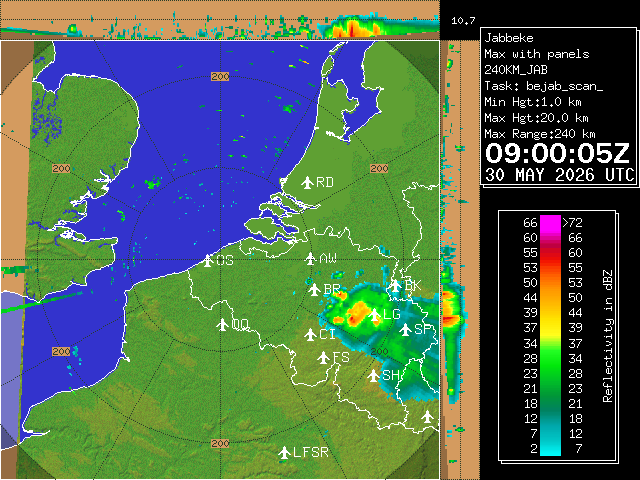 10.7
Jabbeke
Max with panels
240KM_JAB
Task: bejab_scan_
Min Hgt:1.0 km
Max Hgt:20.0 km
Max Range:240 km
09:00:05Z
30 MAY 2026 UTC
200
200
200
RD
OS
AW
BR
BK
LG
QQ
CI
SP
FS
200
200
SH
200
LFSR
66 >72
60 66
55 60
53 55
50 53
44 50
39 44
37 39
34 37
28 34
24 28
21 23
18 21
12 18
7 12
2 7
Reflectivity in dBZ